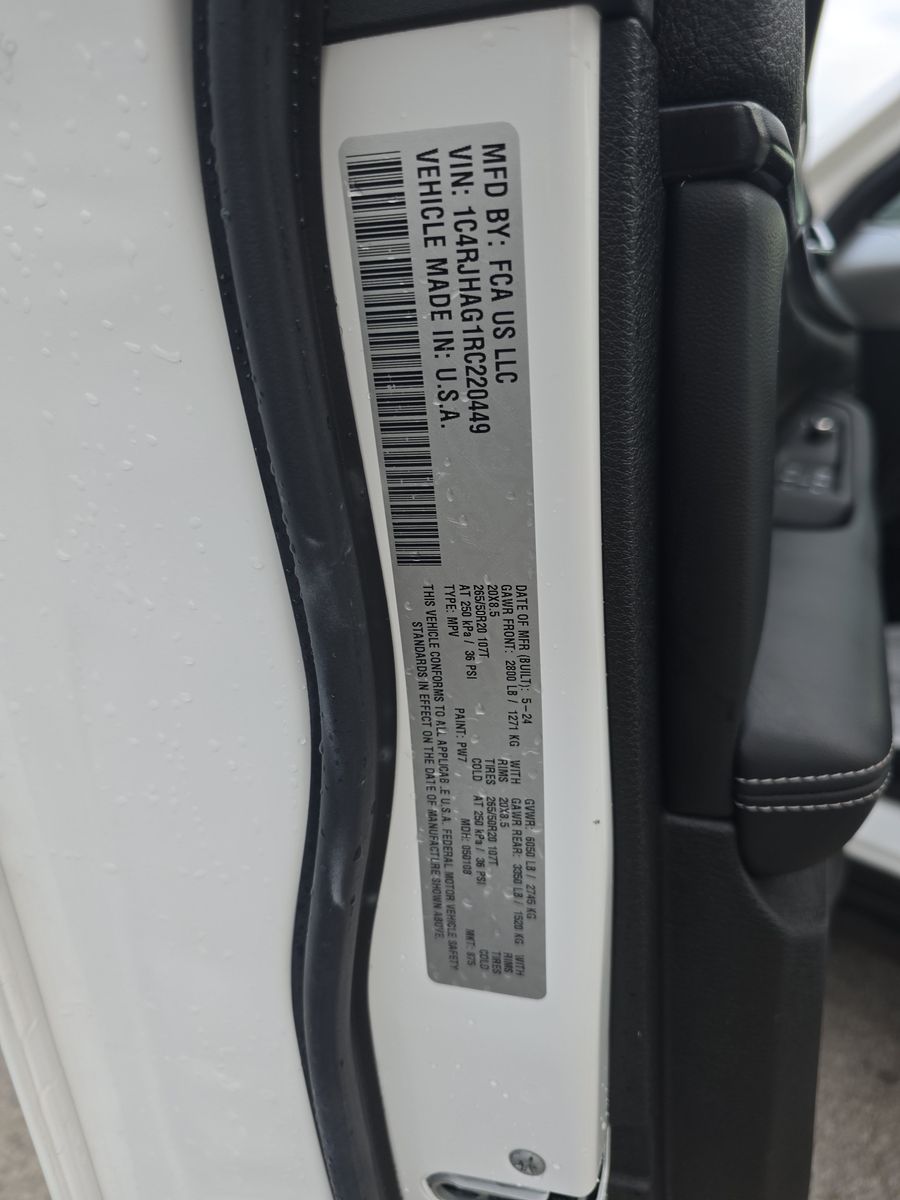 MFD BY: FCA US LLC
VIN: 1C4RJHAG1RC220449
VEHICLE MADE IN: U.S.A.
DATE OF MFR (BUILT): 5-24 GVWR: 6050 LB / 2745 KG
GAWR FRONT: 2800 LB / 1271 KG WITH GAWR REAR: 3350 LB / 1520 KG WITH
20X8.5 RIMS 20X8.5 RIMS
265/50R20 107T TIRES 265/50R20 107T TIRES
AT 250 kPa / 36 PSI COLD AT 250 kPa / 36 PSI COLD
TYPE: MPV PAINT: PW7 MDH: 050108 MKT: 875
THIS VEHICLE CONFORMS TO ALL APPLICAB.E U.S.A. FEDERAL MOTOR VEHICLE SAFETY
STANDARDS IN EFFECT ON THE DATE OF MANUFACTURE SHOWN ABOVE.